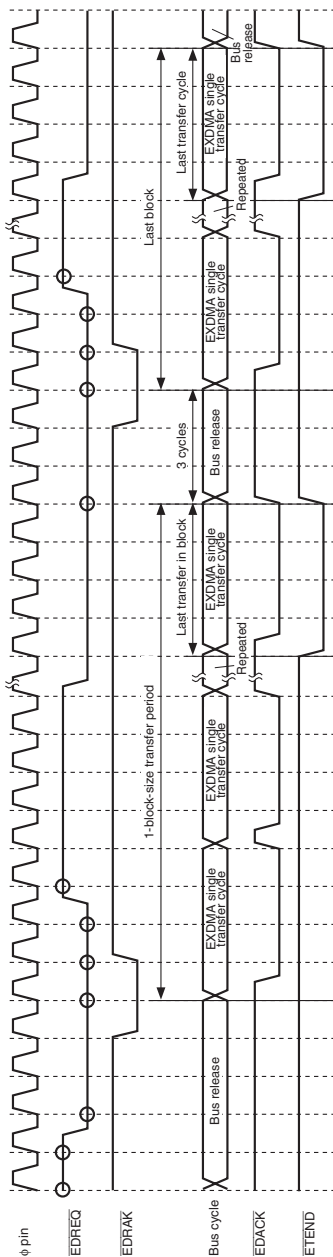 φ pin
EDREQ
EDRAK
1-block-size transfer period
Last transfer in block
3 cycles
Last block
Last transfer cycle
Bus cycle
Bus release
EXDMA single
transfer cycle
EXDMA single
transfer cycle
Repeated
EXDMA single
transfer cycle
Bus release
EXDMA single
transfer cycle
Repeated
EXDMA single
transfer cycle
Bus
release
EDACK
ETEND